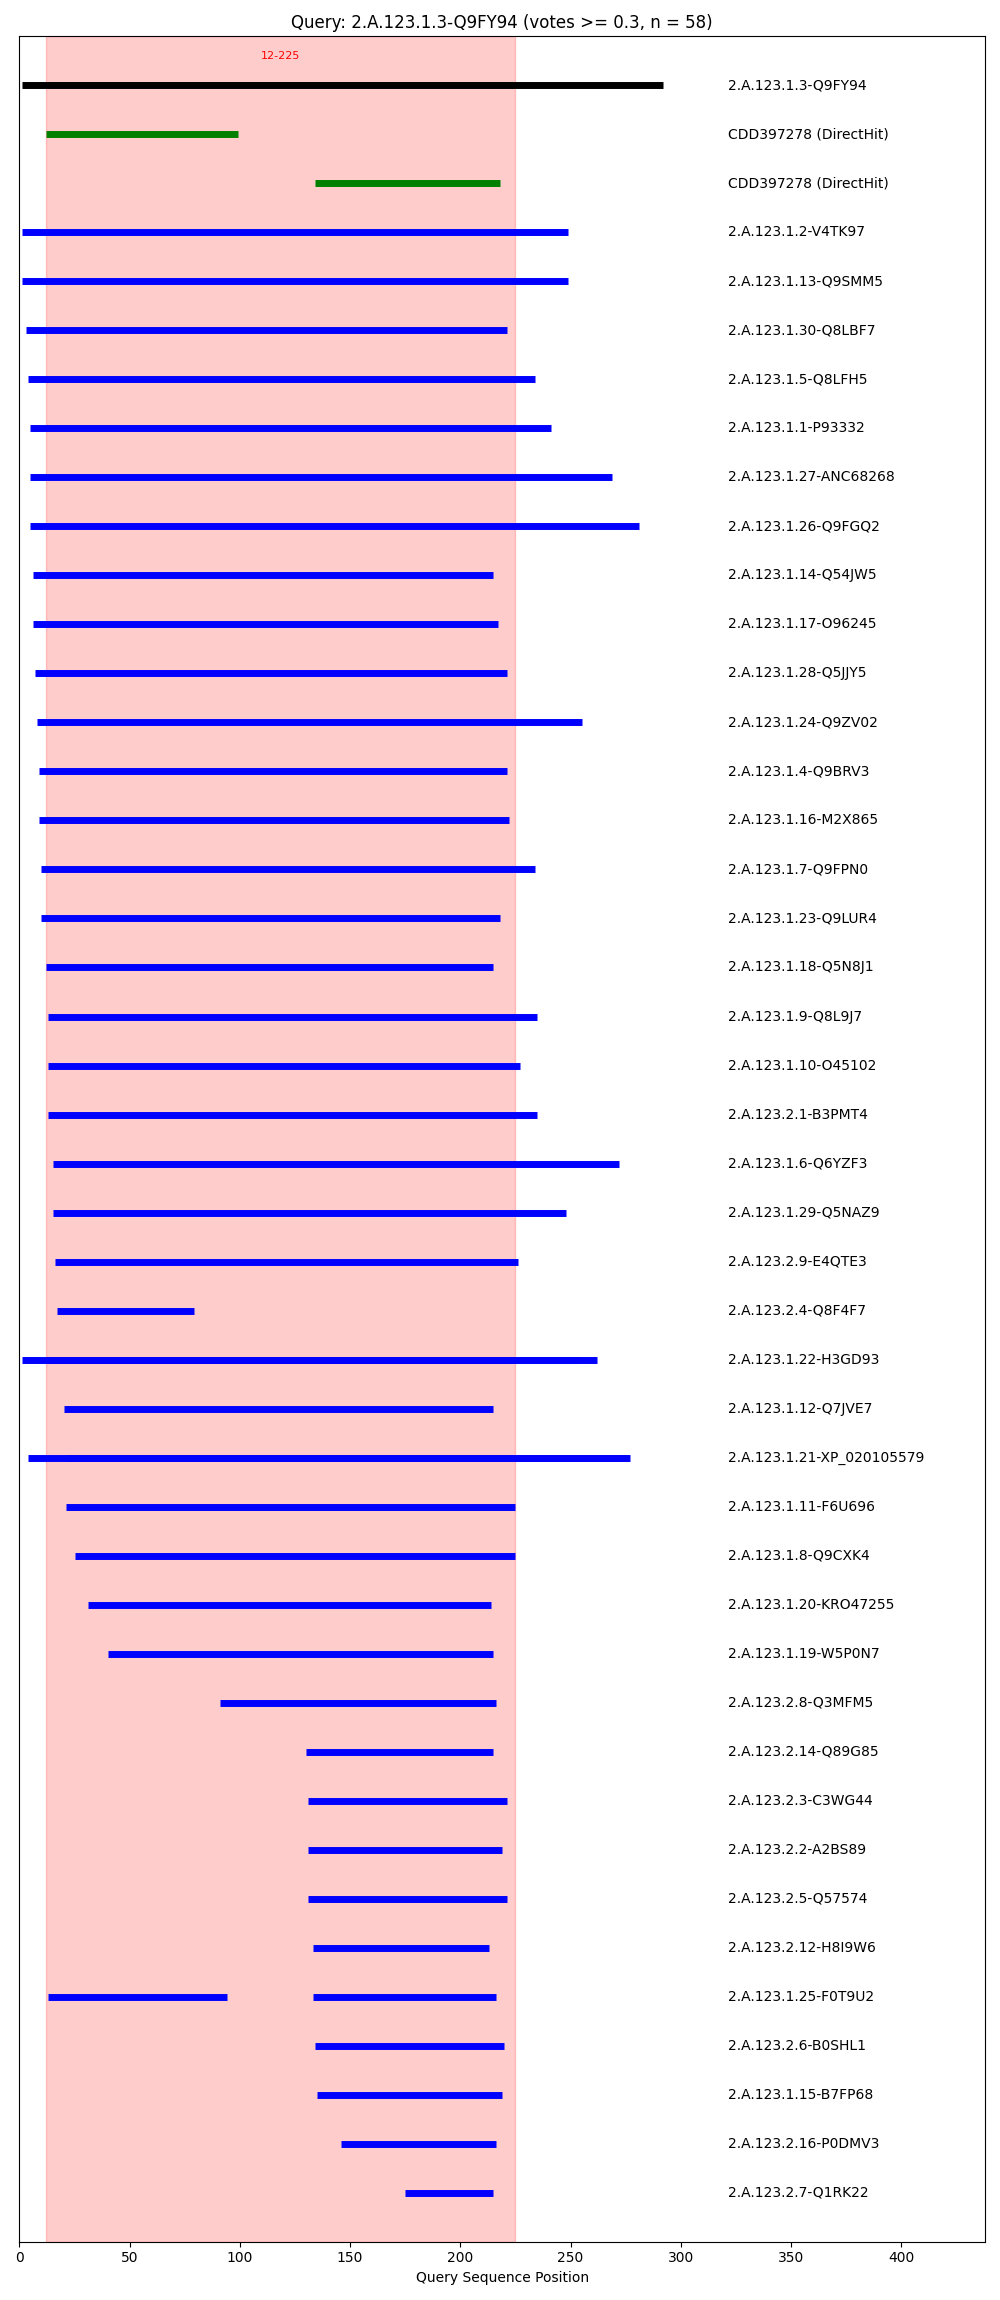 Query: 2.A.123.1.3-Q9FY94 (votes >= 0.3, n = 58)
12-225
2.A.123.1.3-Q9FY94
CDD397278 (DirectHit)
CDD397278 (DirectHit)
2.A.123.1.2-V4TK97
2.A.123.1.13-Q9SMM5
2.A.123.1.30-Q8LBF7
2.A.123.1.5-Q8LFH5
2.A.123.1.1-P93332
2.A.123.1.27-ANC68268
2.A.123.1.26-Q9FGQ2
2.A.123.1.14-Q54JW5
2.A.123.1.17-O96245
2.A.123.1.28-Q5JJY5
2.A.123.1.24-Q9ZV02
2.A.123.1.4-Q9BRV3
2.A.123.1.16-M2X865
2.A.123.1.7-Q9FPN0
2.A.123.1.23-Q9LUR4
2.A.123.1.18-Q5N8J1
2.A.123.1.9-Q8L9J7
2.A.123.1.10-O45102
2.A.123.2.1-B3PMT4
2.A.123.1.6-Q6YZF3
2.A.123.1.29-Q5NAZ9
2.A.123.2.9-E4QTE3
2.A.123.2.4-Q8F4F7
2.A.123.1.22-H3GD93
2.A.123.1.12-Q7JVE7
2.A.123.1.21-XP_020105579
2.A.123.1.11-F6U696
2.A.123.1.8-Q9CXK4
2.A.123.1.20-KRO47255
2.A.123.1.19-W5P0N7
2.A.123.2.8-Q3MFM5
2.A.123.2.14-Q89G85
2.A.123.2.3-C3WG44
2.A.123.2.2-A2BS89
2.A.123.2.5-Q57574
2.A.123.2.12-H8I9W6
2.A.123.1.25-F0T9U2
2.A.123.2.6-B0SHL1
2.A.123.1.15-B7FP68
2.A.123.2.16-P0DMV3
2.A.123.2.7-Q1RK22
0 50 100 150 200 250 300 350 400
Query Sequence Position